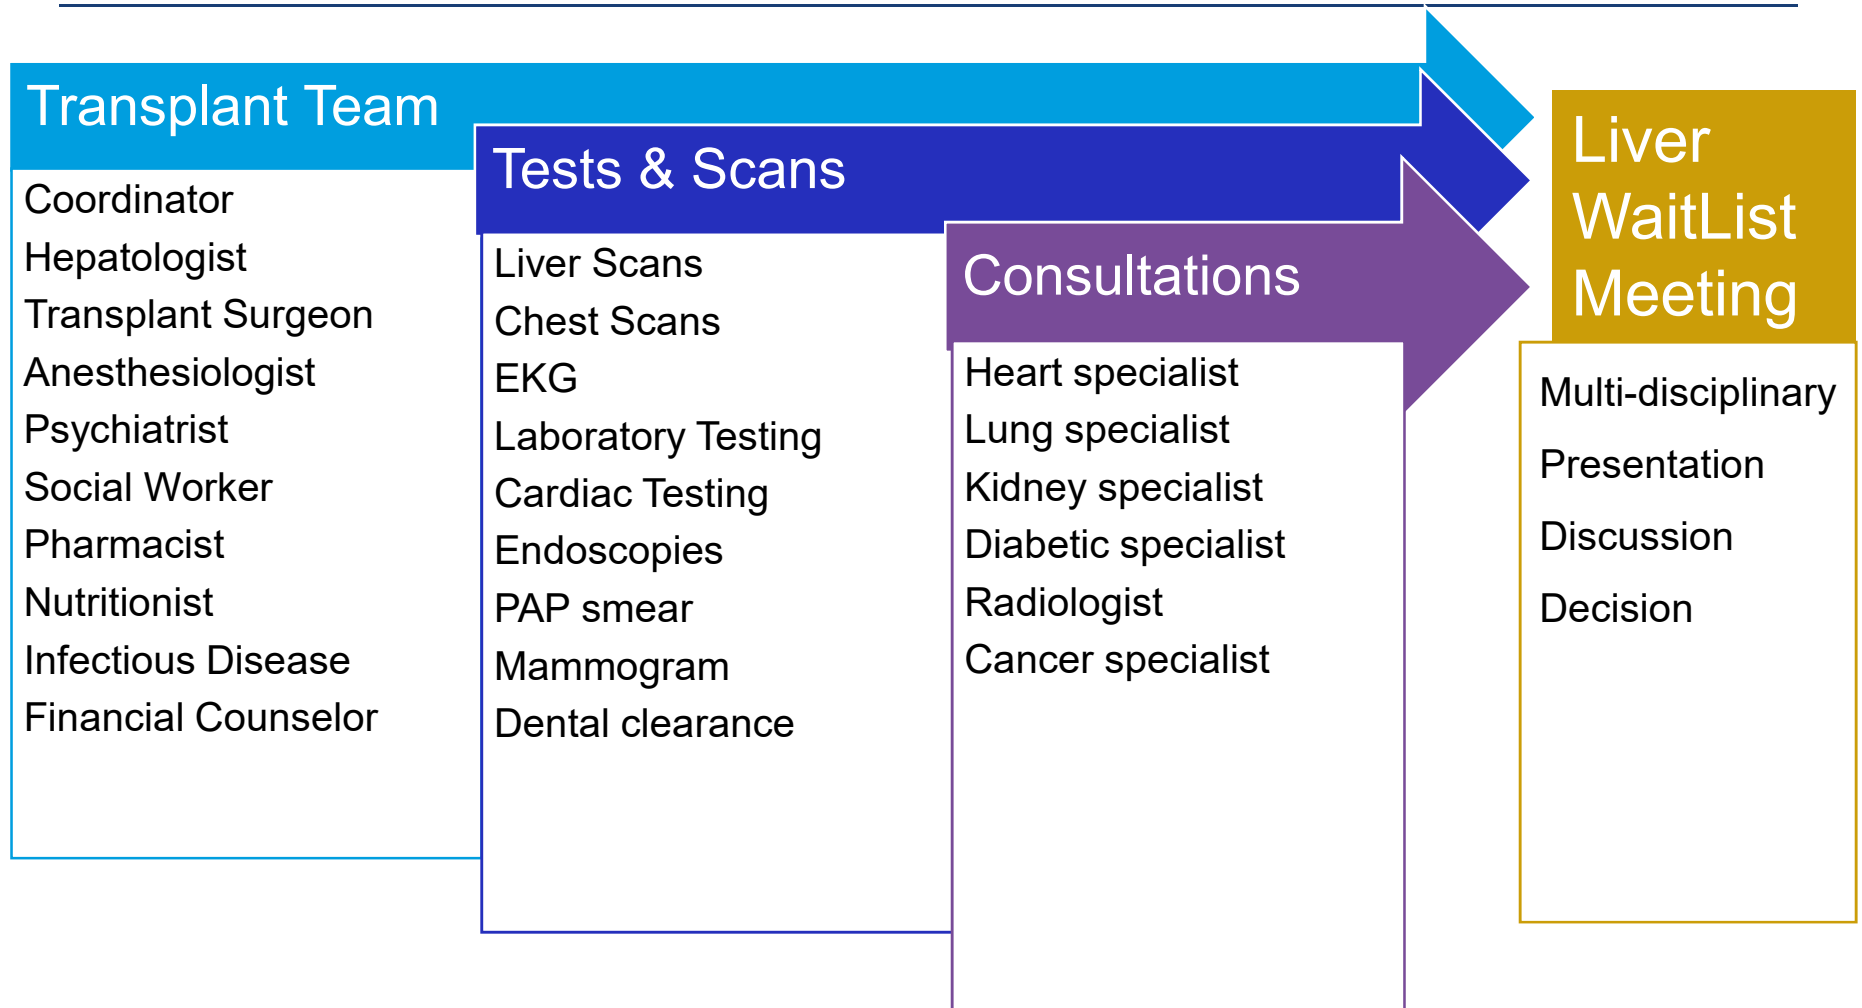 Transplant Team
Coordinator
Hepatologist
Transplant Surgeon
Anesthesiologist
Psychiatrist
Social Worker
Pharmacist
Nutritionist
Infectious Disease
Financial Counselor
Tests & Scans
Liver Scans
Chest Scans
EKG
Laboratory Testing
Cardiac Testing
Endoscopies
PAP smear
Mammogram
Dental clearance
Consultations
Heart specialist
Lung specialist
Kidney specialist
Diabetic specialist
Radiologist
Cancer specialist
Liver
WaitList
Meeting
Multi-disciplinary
Presentation
Discussion
Decision